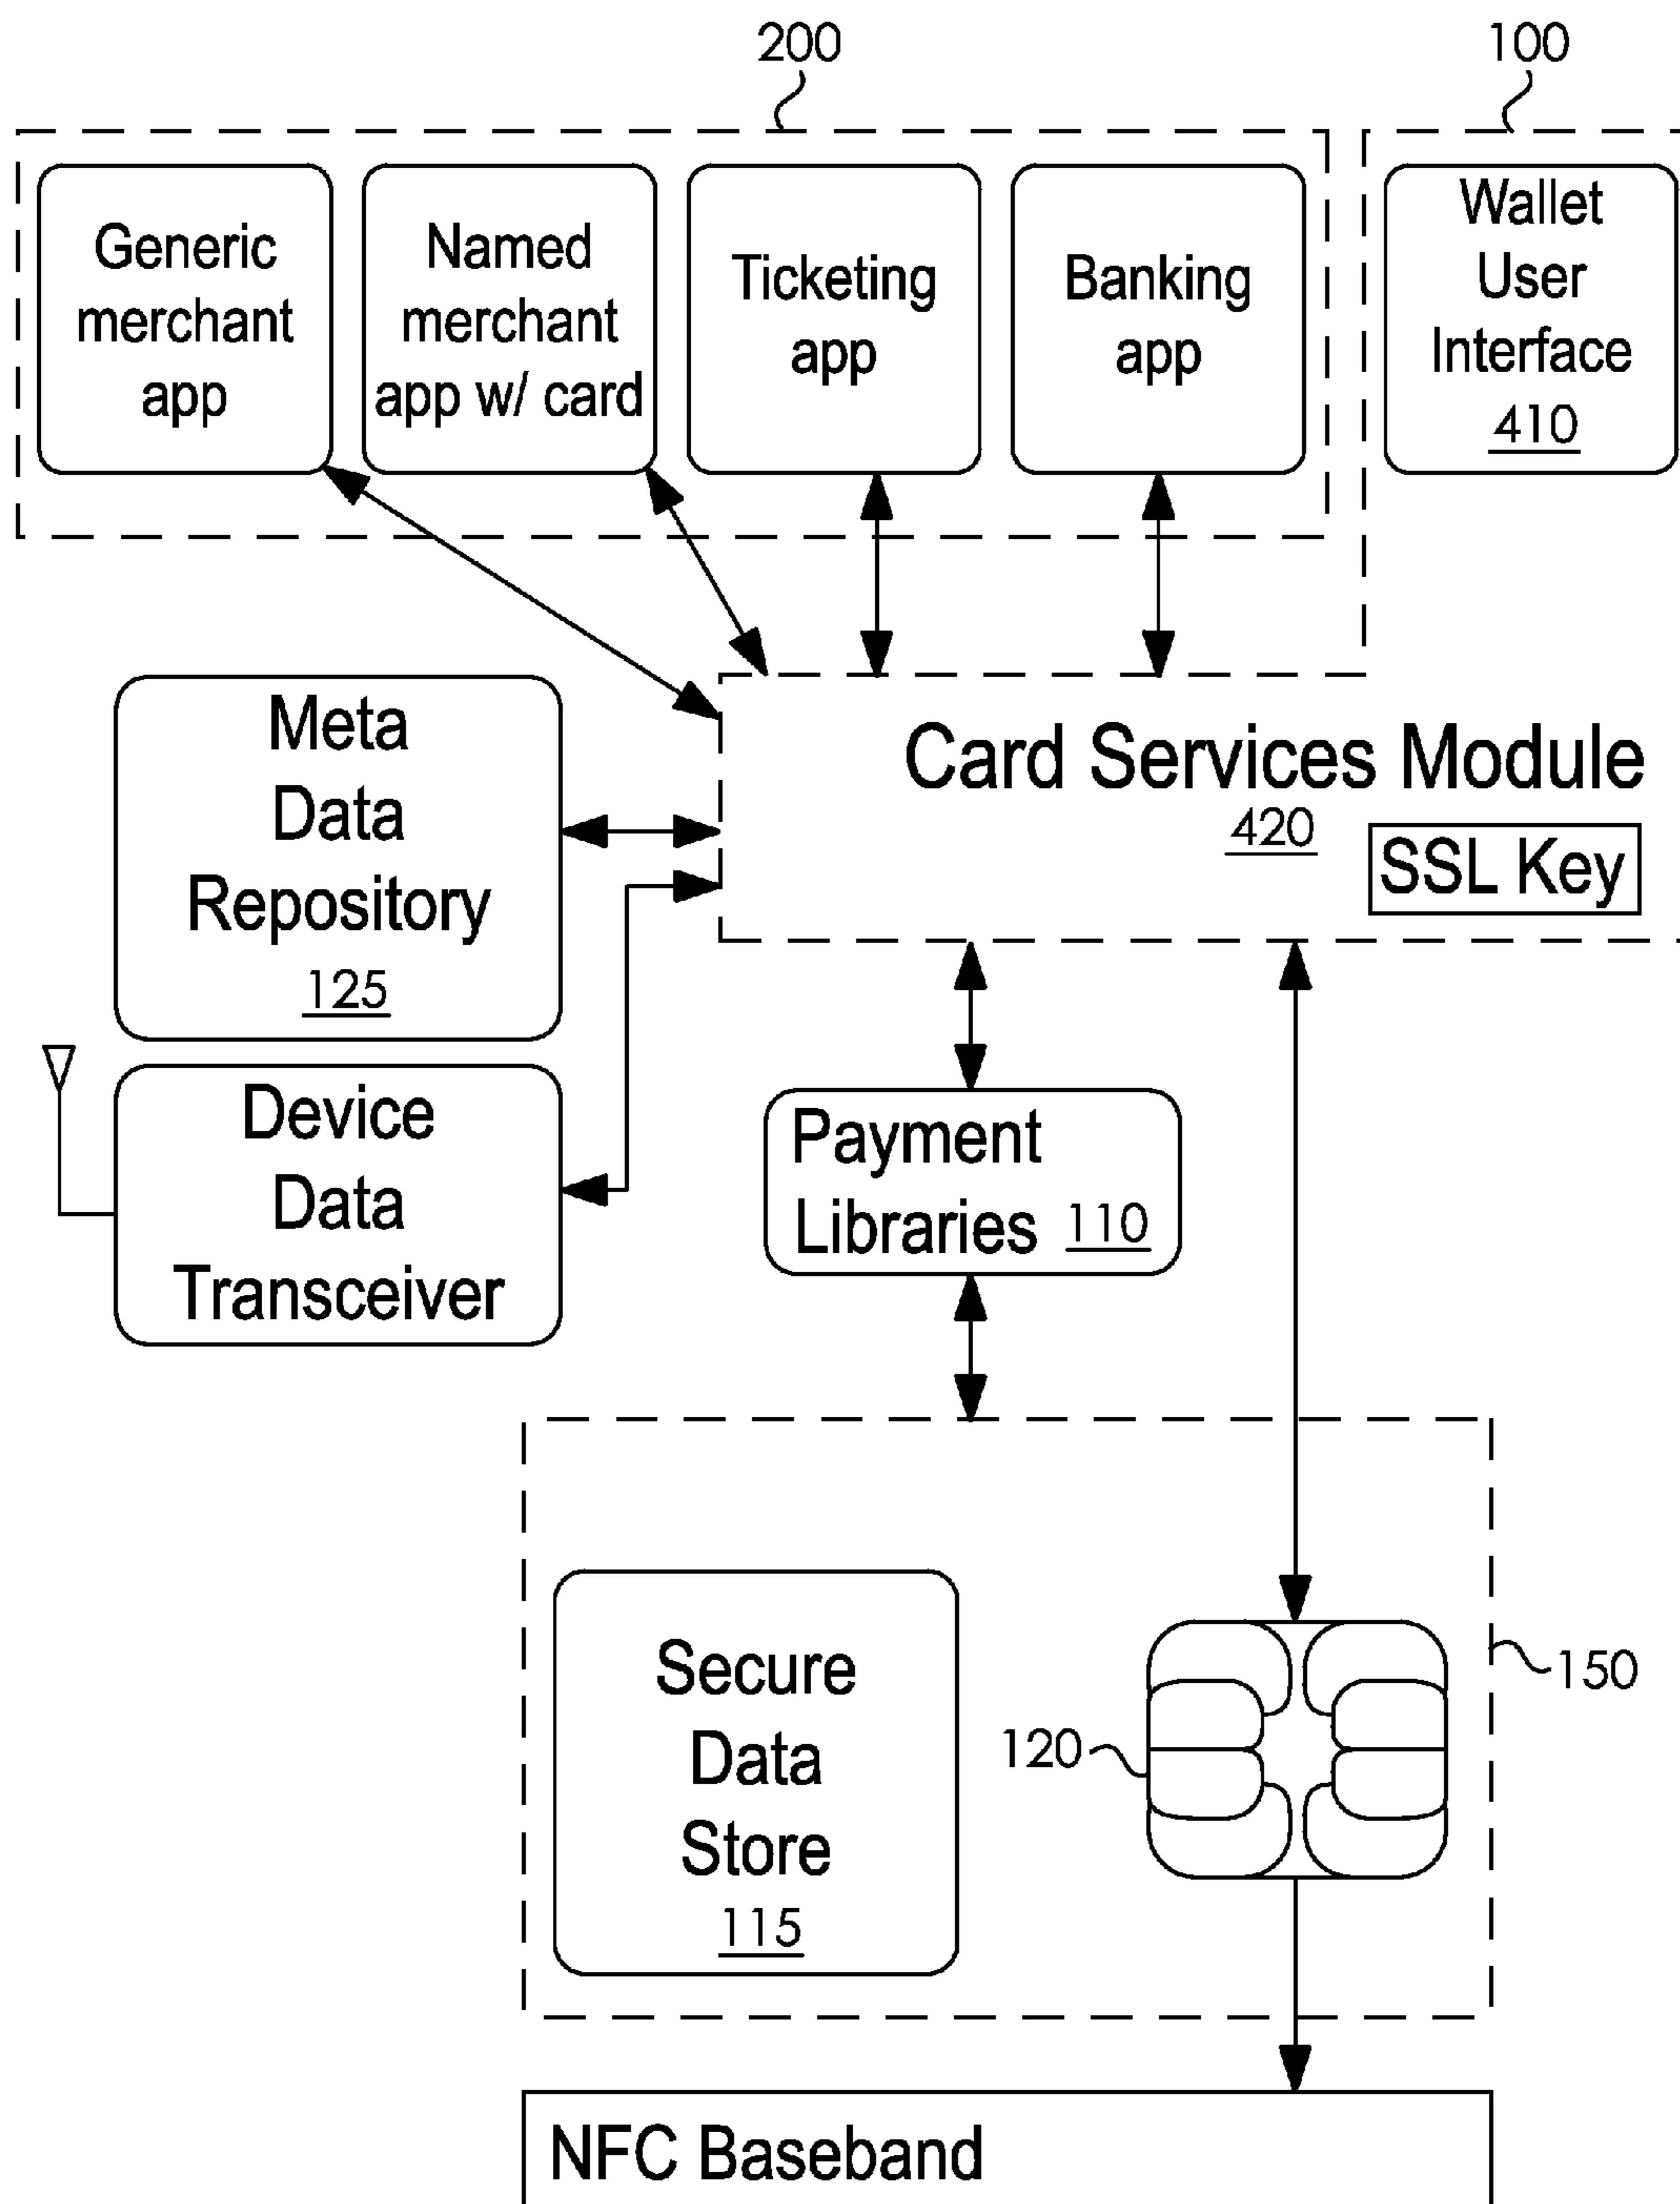 200
100
Generic
merchant
app
Named
merchant
app w/ card
Ticketing
app
Banking
app
Wallet
User
Interface
410
Card Services Module
420
SSL Key
Meta
Data
Repository
125
Device
Data
Transceiver
Payment
Libraries 110
Secure
Data
Store
115
120
150
NFC Baseband